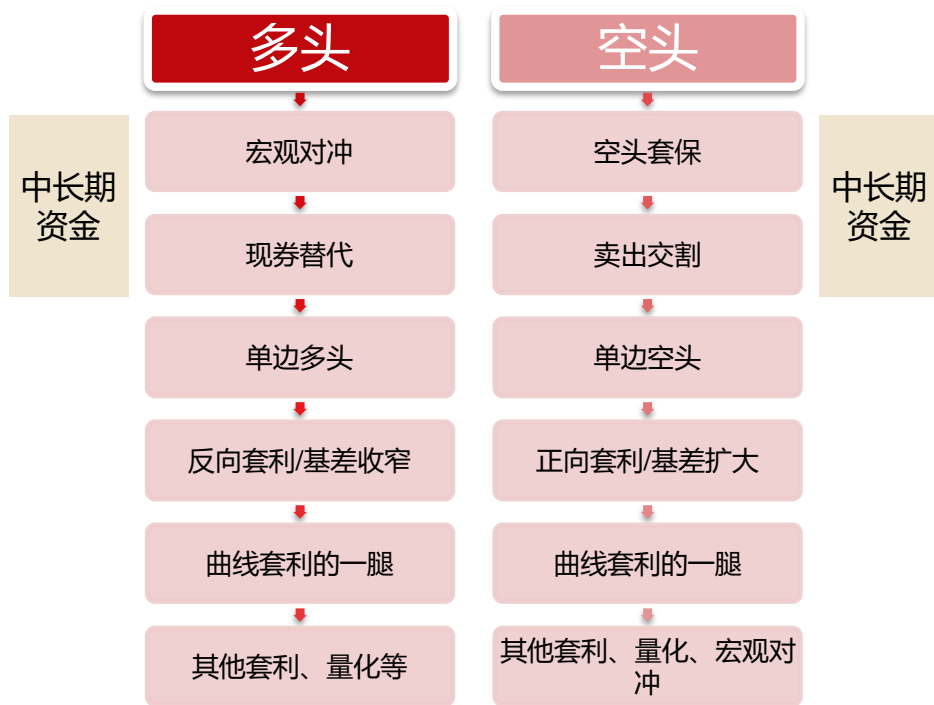 多头
空头
中长期
资金
宏观对冲
现券替代
单边多头
反向套利/基差收窄
曲线套利的一腿
其他套利、量化等
空头套保
卖出交割
单边空头
正向套利/基差扩大
曲线套利的一腿
其他套利、量化、宏观对
冲
中长期
资金